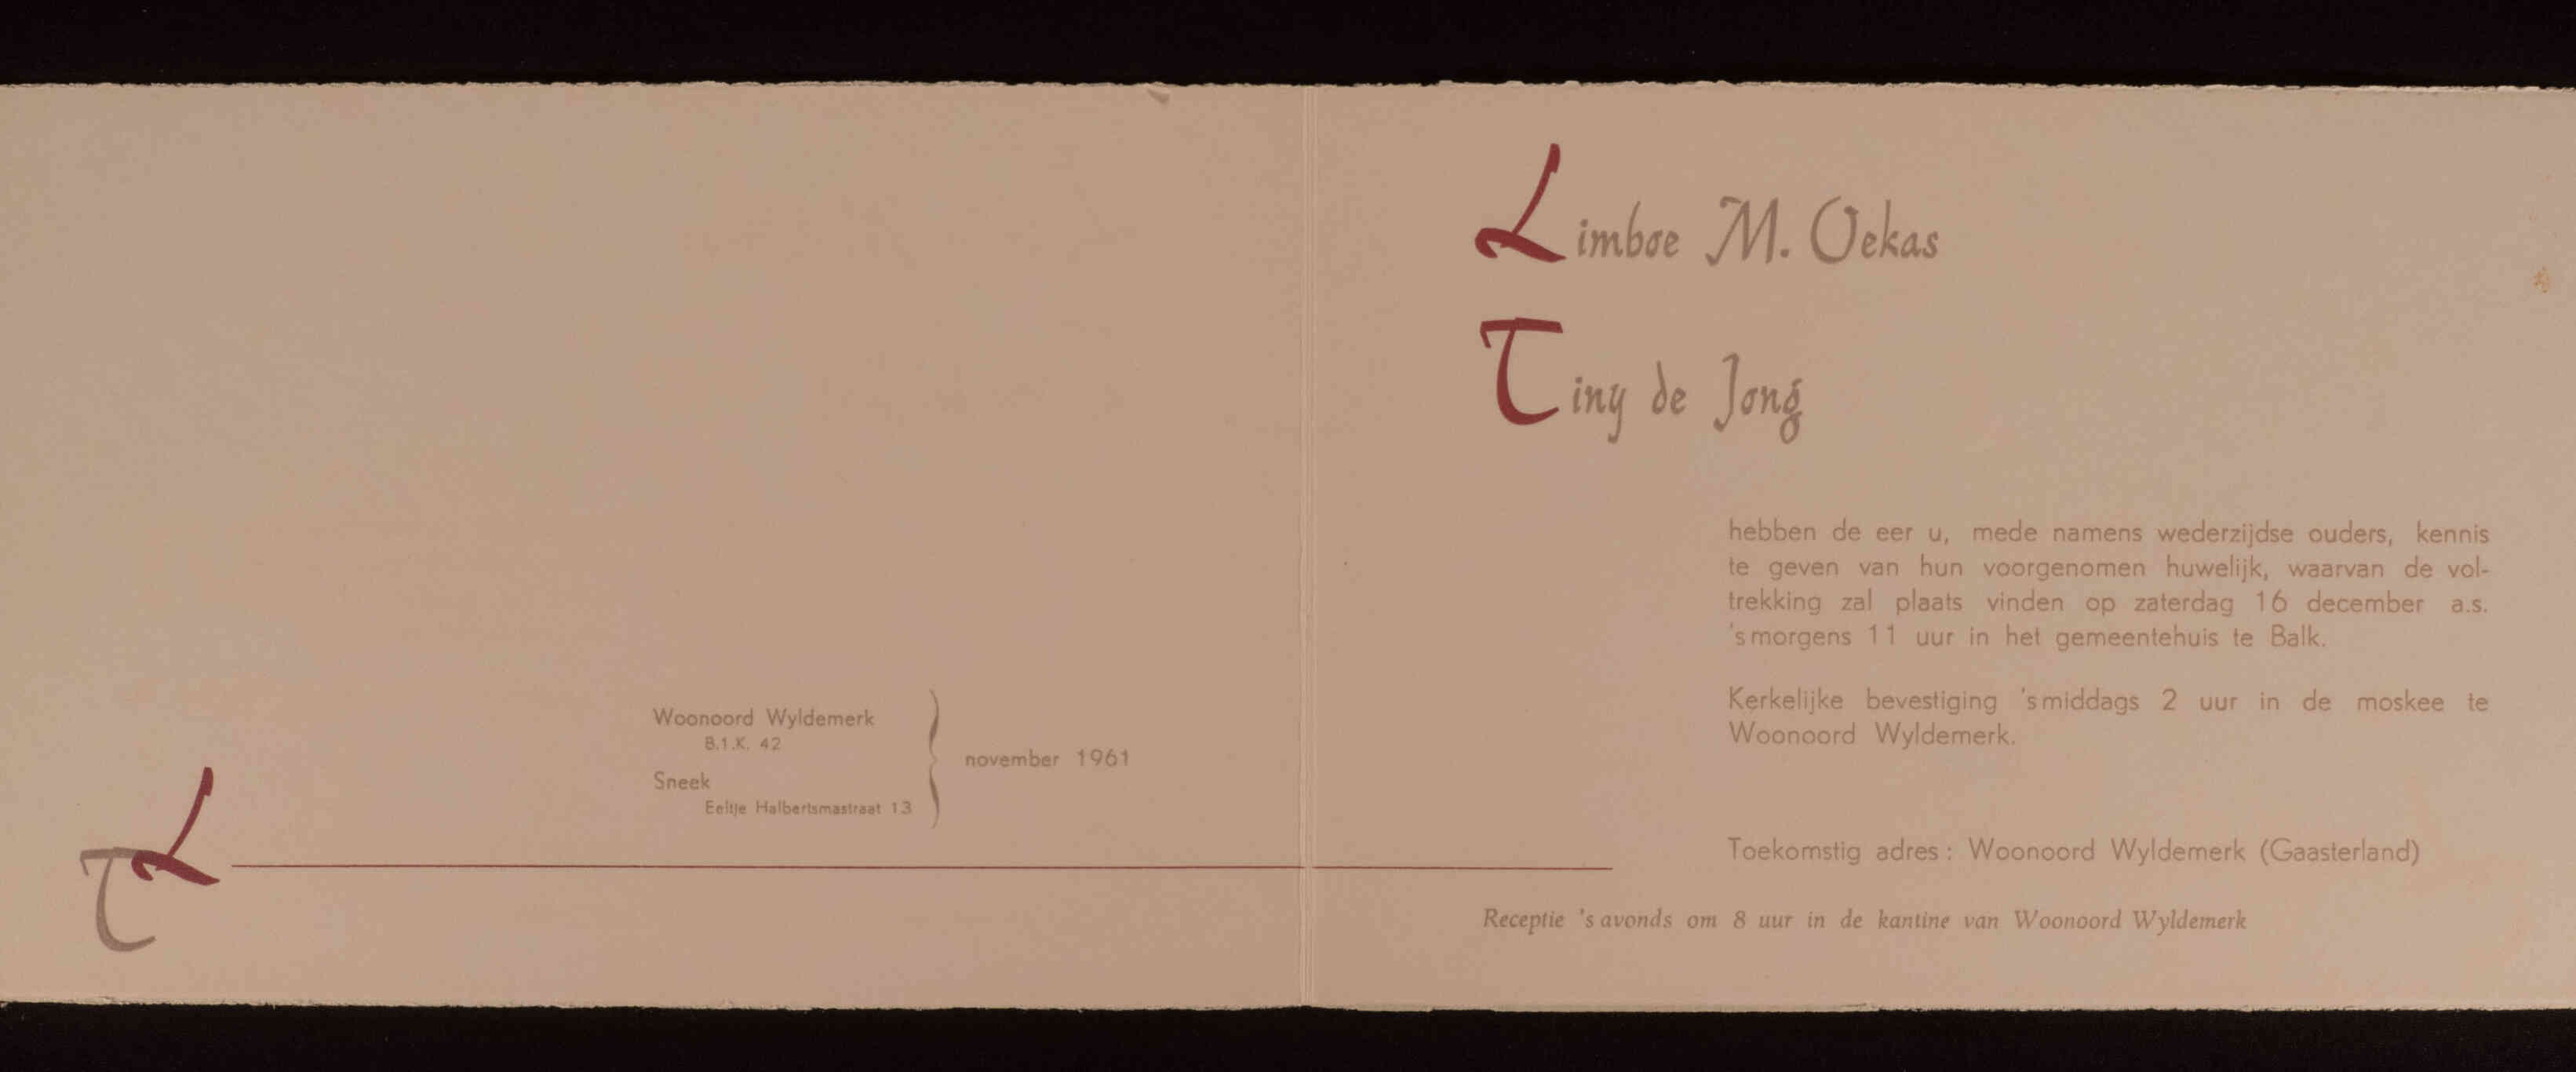 Woonoord Wyldemerk
B.1.K. 42
Sneek
Eeltje Halbertsmastraat 13
november 1961
T L
Limboe M. Oekas
Tiny de Jong
hebben de eer u, mede namens wederzijdse ouders, kennis
te geven van hun voorgenomen huwelijk, waarvan de vol-
trekking zal plaats vinden op zaterdag 16 december a.s.
'smorgens 11 uur in het gemeentehuis te Balk.
Kerkelijke bevestiging 'smiddags 2 uur in de moskee te
Woonoord Wyldemerk.
Toekomstig adres: Woonoord Wyldemerk (Gaasterland)
Receptie 's avonds om 8 uur in de kantine van Woonoord Wyldemerk